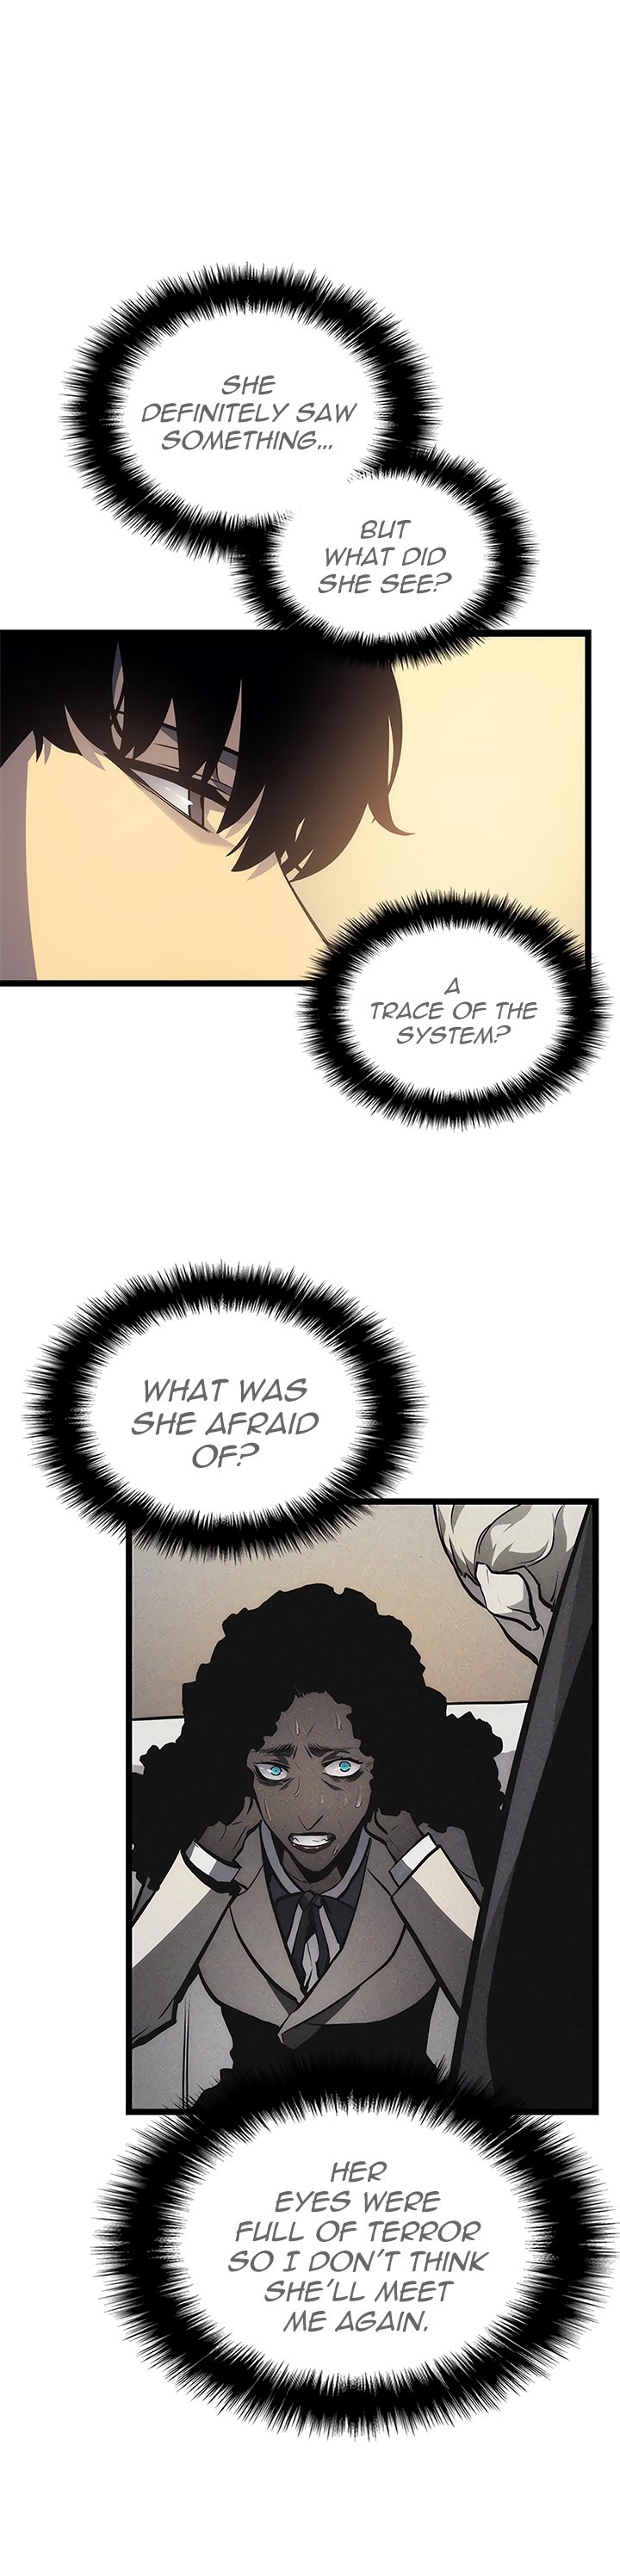 SHE
DEFINITELY SAW
SOMETHING...
BUT
WHAT DID
SHE SEE?
A
TRACE OF THE
SYSTEM?
WHAT WAS
SHE AFRAID
OF?
HER
EYES WERE
FULL OF TERROR
SO I DON'T THINK
SHE'LL MEET
ME AGAIN.